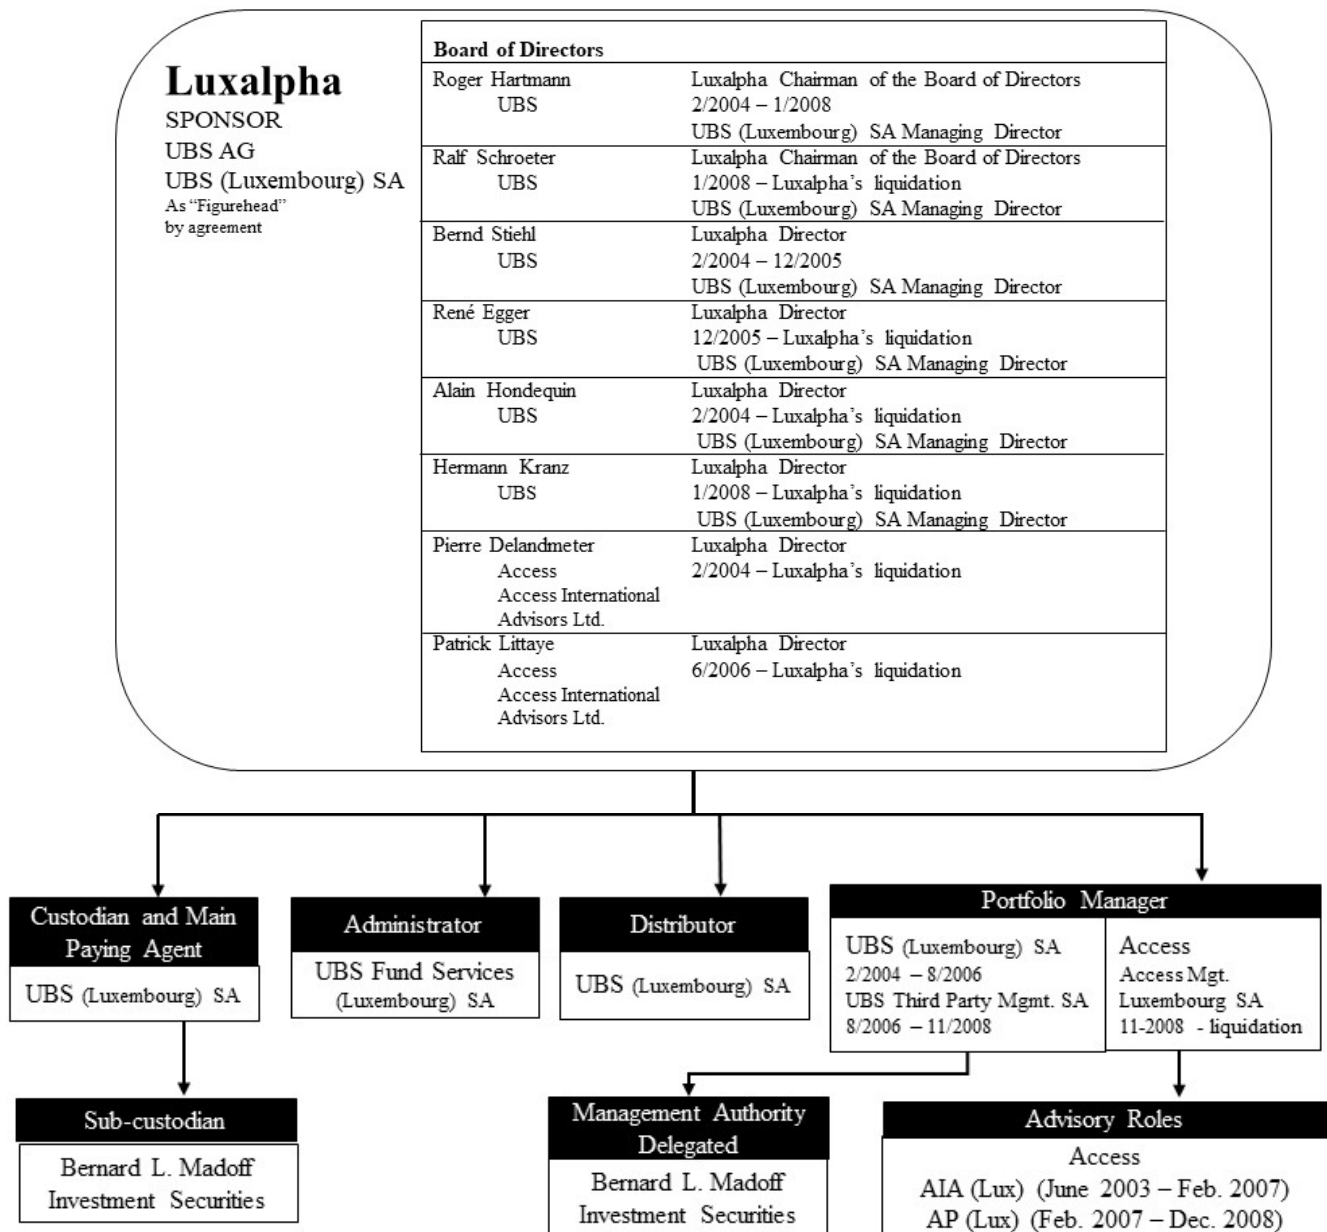 Luxalpha
SPONSOR
UBS AG
UBS (Luxembourg) SA
As “Figurehead”
by agreement
Board of Directors
Roger Hartmann Luxalpha Chairman of the Board of Directors
UBS 2/2004 – 1/2008
UBS (Luxembourg) SA Managing Director
Ralf Schroeter Luxalpha Chairman of the Board of Directors
UBS 1/2008 – Luxalpha’s liquidation
UBS (Luxembourg) SA Managing Director
Bernd Stiehl Luxalpha Director
UBS 2/2004 – 12/2005
UBS (Luxembourg) SA Managing Director
René Egger Luxalpha Director
UBS 12/2005 – Luxalpha’s liquidation
UBS (Luxembourg) SA Managing Director
Alain Hondequin Luxalpha Director
UBS 2/2004 – Luxalpha’s liquidation
UBS (Luxembourg) SA Managing Director
Hermann Kranz Luxalpha Director
UBS 1/2008 – Luxalpha’s liquidation
UBS (Luxembourg) SA Managing Director
Pierre Delandmeter Luxalpha Director
Access 2/2004 – Luxalpha’s liquidation
Access International
Advisors Ltd.
Patrick Littaye Luxalpha Director
Access 6/2006 – Luxalpha’s liquidation
Access International
Advisors Ltd.
Custodian and Main
Paying Agent
UBS (Luxembourg) SA
Administrator
UBS Fund Services
(Luxembourg) SA
Distributor
UBS (Luxembourg) SA
Portfolio Manager
UBS (Luxembourg) SA
2/2004 – 8/2006
UBS Third Party Mgmt. SA
8/2006 – 11/2008
Access
Access Mgt.
Luxembourg SA
11-2008 - liquidation
Sub-custodian
Bernard L. Madoff
Investment Securities
Management Authority
Delegated
Bernard L. Madoff
Investment Securities
Advisory Roles
Access
AIA (Lux) (June 2003 – Feb. 2007)
AP (Lux) (Feb. 2007 – Dec. 2008)